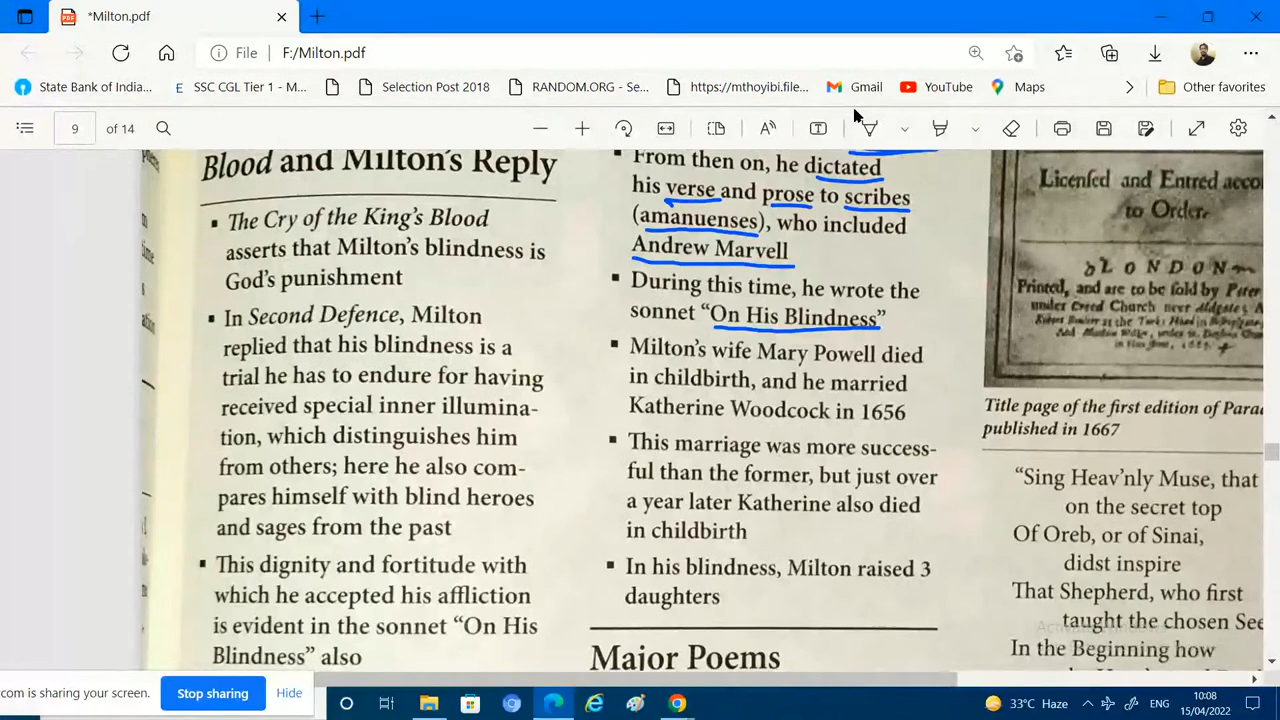 *Milton.pdf
File
F:/Milton.pdf
State Bank of India...
SSC CGL Tier 1 - M...
Selection Post 2018
RANDOM.ORG - Se...
https://mthoyibi.file...
Gmail
YouTube
Maps
Other favorites
9 of 14
Blood and Milton's Reply
▪ The Cry of the King's Blood
asserts that Milton's blindness is
God's punishment
▪ In Second Defence, Milton
replied that his blindness is a
trial he has to endure for having
received special inner illumina-
tion, which distinguishes him
from others; here he also com-
pares himself with blind heroes
and sages from the past
▪ This dignity and fortitude with
which he accepted his affliction
is evident in the sonnet "On His
Blindness" also
▪ From then on, he dictated
his verse and prose to scribes
(amanuenses), who included
Andrew Marvell
▪ During this time, he wrote the
sonnet "On His Blindness"
▪ Milton's wife Mary Powell died
in childbirth, and he married
Katherine Woodcock in 1656
▪ This marriage was more success-
ful than the former, but just over
a year later Katherine also died
in childbirth
▪ In his blindness, Milton raised 3
daughters
Major Poems
Licensed and Entred acco
to Order.
LONDON
Printed, and are to be sold by Peter
under Creed Church neer Aldgate
Title page of the first edition of Para
published in 1667
"Sing Heav'nly Muse, that
on the secret top
Of Oreb, or of Sinai,
didst inspire
That Shepherd, who first
taught the chosen See
In the Beginning how
Activate Windows
com is sharing your screen.
Stop sharing
Hide
33°C Haze
ENG
10:08
15/04/2022